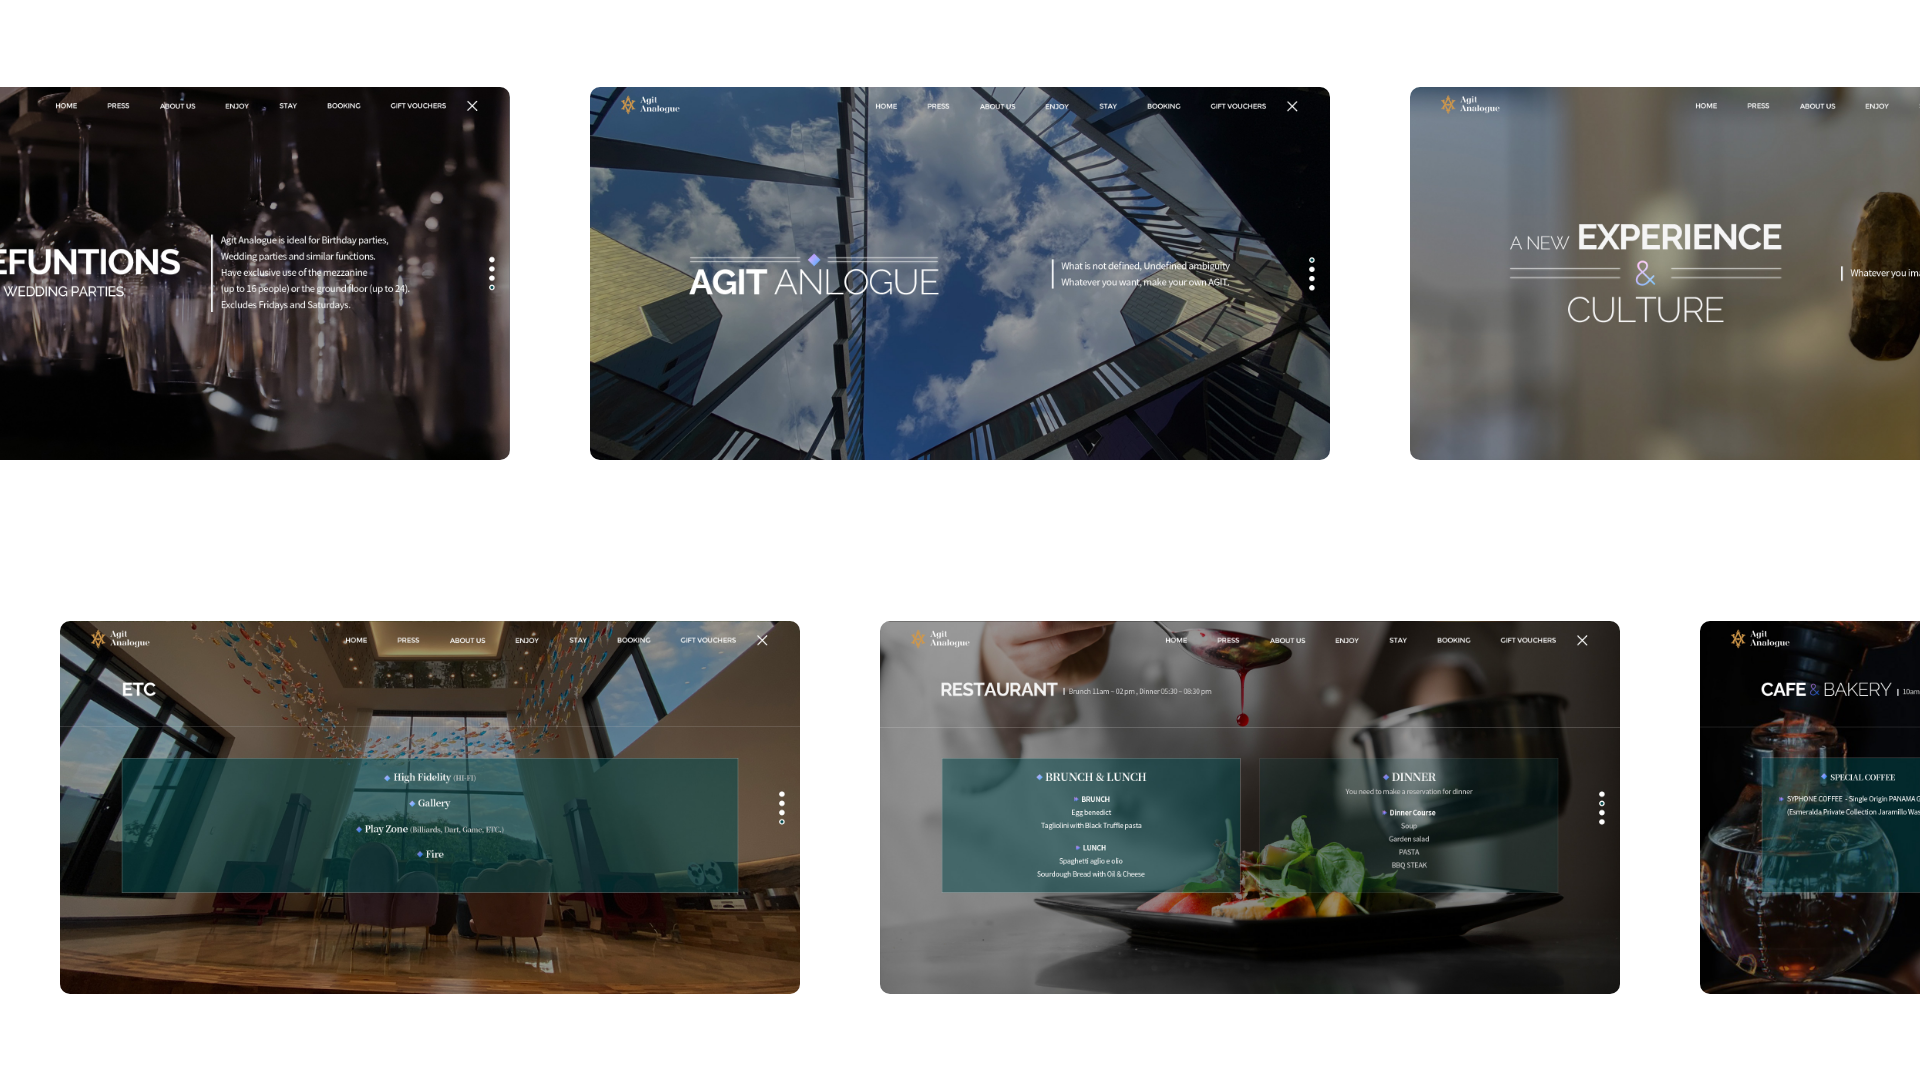 HOME PRESS ABOUT US ENJOY STAY BOOKING GIFT VOUCHERS
EFUNTIONS
WEDDING PARTIES
Agit Analogue is ideal for Birthday parties,
Wedding parties and similar functions.
Have exclusive use of the mezzanine
(up to 16 people) or the ground floor (up to 24).
Excludes Fridays and Saturdays.
Agit
Analogue
HOME PRESS ABOUT US ENJOY STAY BOOKING GIFT VOUCHERS
AGIT ANLOGUE
What is not defined, Undefined ambiguity
Whatever you want, make your own AGIT.
Agit
Analogue
HOME PRESS ABOUT US ENJOY
A NEW EXPERIENCE
&
CULTURE
Whatever you ima
Agit
Analogue
HOME PRESS ABOUT US ENJOY STAY BOOKING GIFT VOUCHERS
ETC
High Fidelity (HI-FI)
Gallery
Play Zone (Billiards, Dart, Game, ETC.)
Fire
Agit
Analogue
HOME PRESS ABOUT US ENJOY STAY BOOKING GIFT VOUCHERS
RESTAURANT | Brunch 11am – 02 pm , Dinner 05:30 – 08:30 pm
BRUNCH & LUNCH
BRUNCH
Egg benedict
Tagliolini with Black Truffle pasta
LUNCH
Spaghetti aglio e olio
Sourdough Bread with Oil & Cheese
DINNER
You need to make a reservation for dinner
Dinner Course
Soup
Garden salad
PASTA
BBQ STEAK
Agit
Analogue
CAFE & BAKERY | 10am
SPECIAL COFFEE
SYPHONE COFFEE - Single Origin PANAMA G
(Esmeralda Private Collection Jaramillo Was